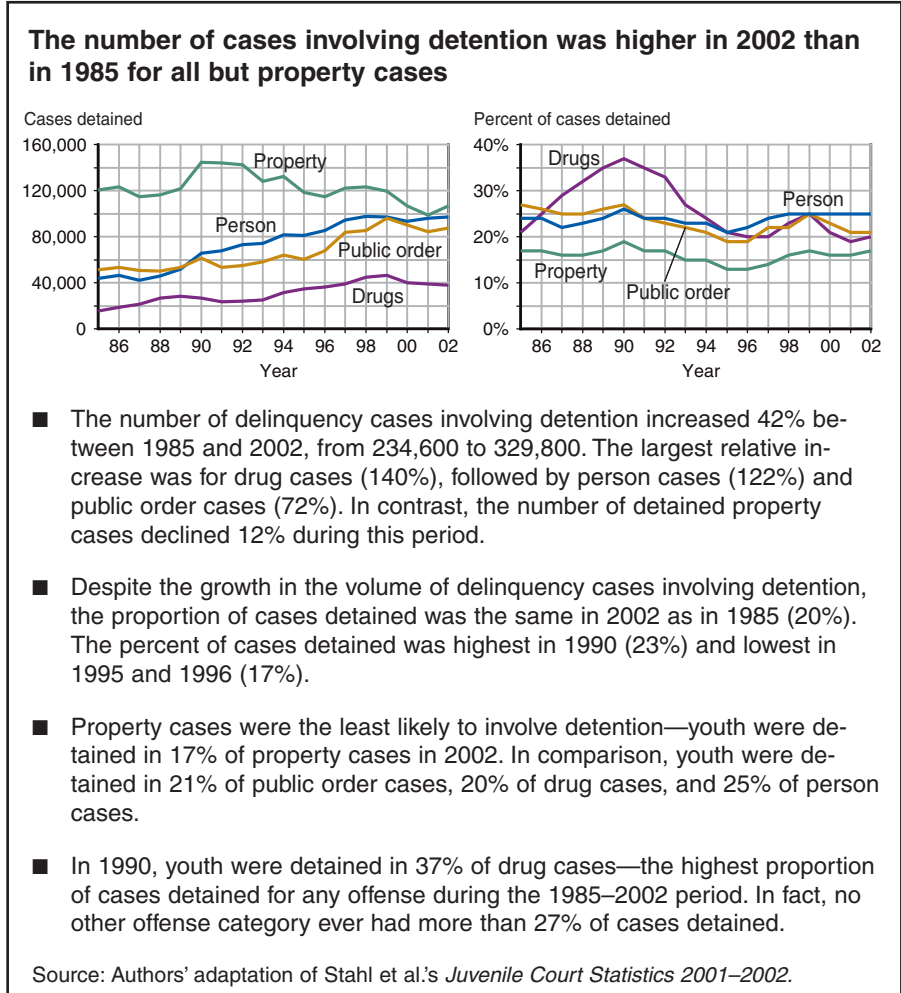 The number of cases involving detention was higher in 2002 than
in 1985 for all but property cases
Cases detained
160,000
120,000
80,000
40,000
0
Property
Person
Public order
Drugs
86 88 90 92 94 96 98 00 02
Year
Percent of cases detained
40%
30%
20%
10%
0%
Drugs
Person
Property
Public order
86 88 90 92 94 96 98 00 02
Year
■ The number of delinquency cases involving detention increased 42% be-
tween 1985 and 2002, from 234,600 to 329,800. The largest relative in-
crease was for drug cases (140%), followed by person cases (122%) and
public order cases (72%). In contrast, the number of detained property
cases declined 12% during this period.
■ Despite the growth in the volume of delinquency cases involving detention,
the proportion of cases detained was the same in 2002 as in 1985 (20%).
The percent of cases detained was highest in 1990 (23%) and lowest in
1995 and 1996 (17%).
■ Property cases were the least likely to involve detention—youth were de-
tained in 17% of property cases in 2002. In comparison, youth were de-
tained in 21% of public order cases, 20% of drug cases, and 25% of person
cases.
■ In 1990, youth were detained in 37% of drug cases—the highest proportion
of cases detained for any offense during the 1985–2002 period. In fact, no
other offense category ever had more than 27% of cases detained.
Source: Authors’ adaptation of Stahl et al.’s Juvenile Court Statistics 2001–2002.